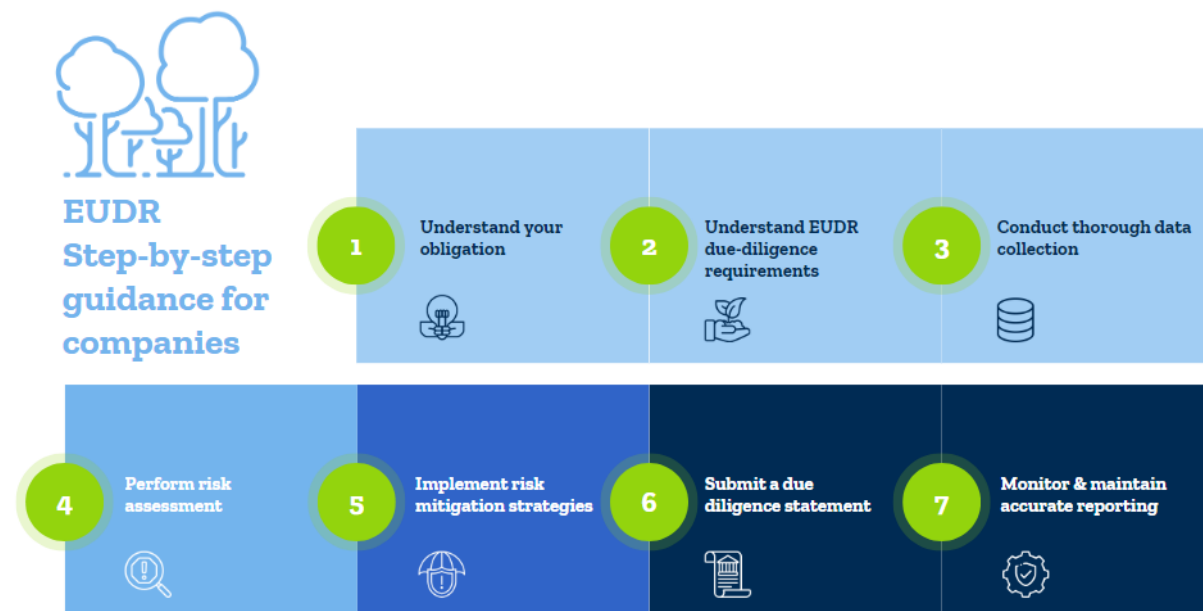 EUDR
Step-by-step
guidance for
companies
1
Understand your
obligation
2
Understand EUDR
due-diligence
requirements
3
Conduct thorough data
collection
4
Perform risk
assessment
5
Implement risk
mitigation strategies
6
Submit a due
diligence statement
7
Monitor & maintain
accurate reporting